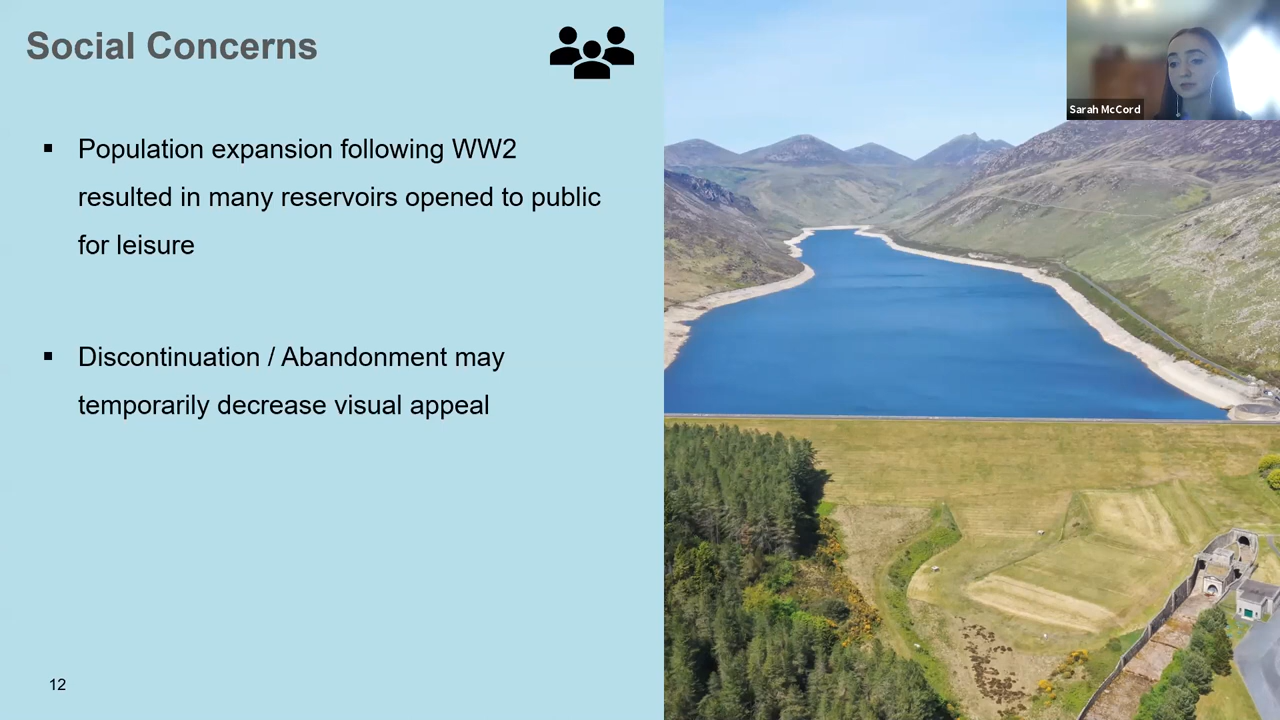 Social Concerns
Sarah McCord
▪ Population expansion following WW2
resulted in many reservoirs opened to public
for leisure
▪ Discontinuation / Abandonment may
temporarily decrease visual appeal
12